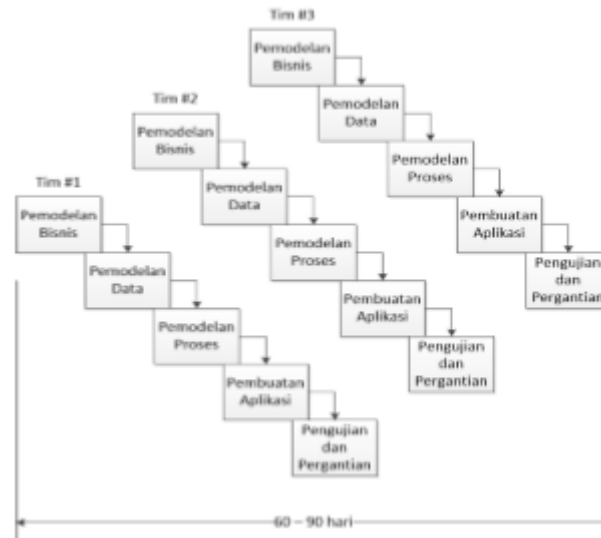 Tim #3
Pemodelan
Bisnis
Pemodelan
Data
Pemodelan
Proses
Pembuatan
Aplikasi
Pengujian
dan
Pergantian
Tim #2
Pemodelan
Bisnis
Pemodelan
Data
Pemodelan
Proses
Pembuatan
Aplikasi
Pengujian
dan
Pergantian
Tim #1
Pemodelan
Bisnis
Pemodelan
Data
Pemodelan
Proses
Pembuatan
Aplikasi
Pengujian
dan
Pergantian
60 – 90 hari